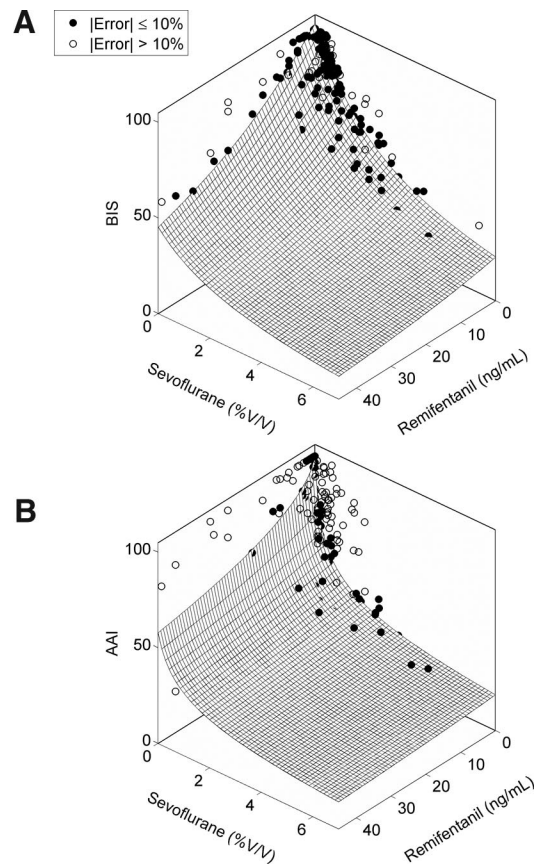 A
|Error| ≤ 10%
|Error| > 10%
100
50
0
BIS
0
2
4
6
Sevoflurane (%V/V)
40
30
20
10
0
Remifentanil (ng/mL)
B
100
50
0
AAI
0
2
4
6
Sevoflurane (%V/V)
40
30
20
10
0
Remifentanil (ng/mL)